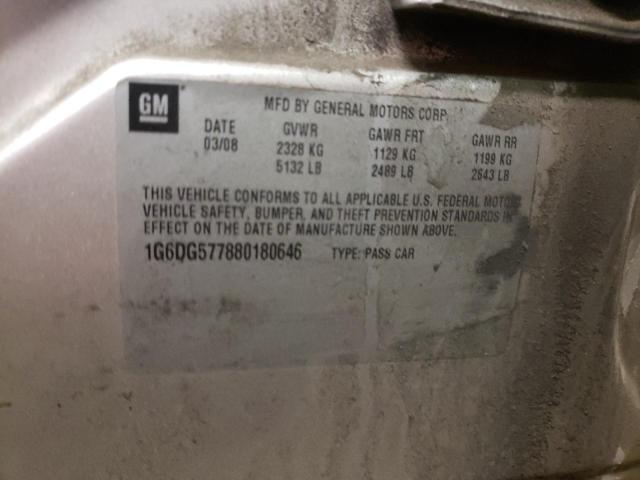 GM
MFD BY GENERAL MOTORS CORP
DATE GVWR GAWR FRT GAWR RR
03/08 2328 KG 1129 KG 1199 KG
5132 LB 2489 LB 2643 LB
THIS VEHICLE CONFORMS TO ALL APPLICABLE U.S. FEDERAL MOTOR
VEHICLE SAFETY, BUMPER, AND THEFT PREVENTION STANDARDS IN
EFFECT ON THE DATE OF MANUFACTURE SHOWN ABOVE.
1G6DG577880180646 TYPE: PASS CAR